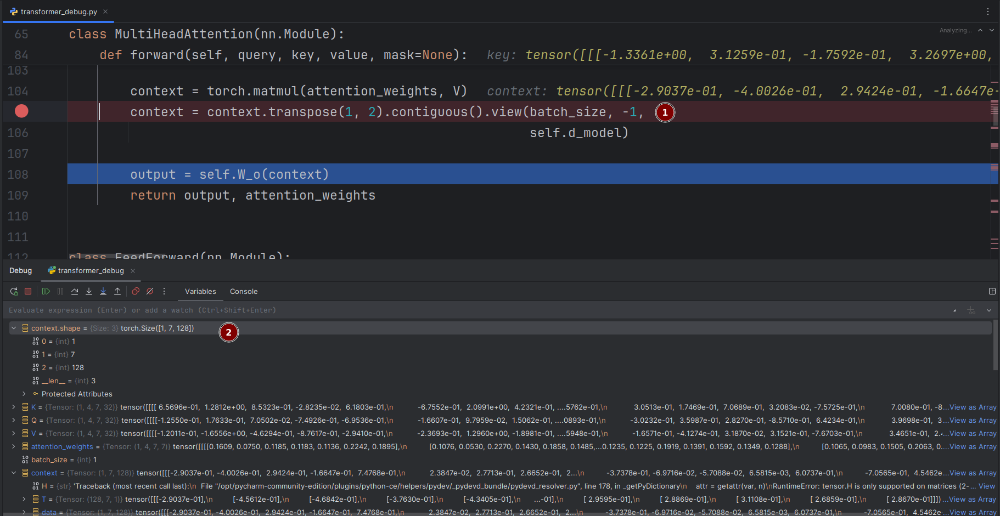 transformer_debug.py
Analyzing...
65 class MultiHeadAttention(nn.Module):
84 def forward(self, query, key, value, mask=None): key: tensor([[[-1.3361e+00, 3.1259e-01, -1.7592e-01, 3.2697e+00,
103
104 context = torch.matmul(attention_weights, V) context: tensor([[[-2.9037e-01, -4.0026e-01, 2.9424e-01, -1.6647e-
context = context.transpose(1, 2).contiguous().view(batch_size, -1, 1
106 self.d_model)
107
108 output = self.W_o(context)
109 return output, attention_weights
110
111
112 class FeedForward(nn.Module):
Debug transformer_debug
Variables Console
Evaluate expression (Enter) or add a watch (Ctrl+Shift+Enter)
context.shape = {Size: 3} torch.Size([1, 7, 128]) 2
0 = {int} 1
1 = {int} 7
2 = {int} 128
__len__ = {int} 3
Protected Attributes
K = {Tensor: (1, 4, 7, 32)} tensor([[[[ 6.5696e-01, 1.2812e+00, 8.5323e-01, -2.8235e-02, 6.1803e-01,\n -6.7552e-01, 2.0991e+00, 4.2321e-01, ....5762e-01,\n 3.0513e-01, 1.7469e-01, 7.0689e-01, 3.2083e-02, -7.5725e-01,\n 7.0080e-01, -8...View as Array
Q = {Tensor: (1, 4, 7, 32)} tensor([[[[-1.2550e-01, 1.7633e-01, 7.0502e-02, -7.4926e-01, -6.9536e-01,\n -1.6607e-01, 9.7959e-02, 1.5062e-01, ....0893e-01,\n -3.0232e-01, 3.5987e-01, 2.8270e-01, -8.5710e-01, 6.4234e-01,\n 3.9698e-01, 3...View as Array
V = {Tensor: (1, 4, 7, 32)} tensor([[[[-1.2011e-01, -1.6556e+00, -4.6294e-01, -8.7617e-01, -2.9410e-01,\n -2.3693e-01, 1.2960e+00, -1.8981e-01, ....5948e-01,\n -1.6571e-01, -4.1274e-01, 3.1870e-02, 3.1521e-01, -7.6703e-01,\n 3.4651e-01, 2....View as Array
attention_weights = {Tensor: (1, 4, 7, 7)} tensor([[[[0.1609, 0.0750, 0.1185, 0.1183, 0.1136, 0.2242, 0.1895],\n [0.1076, 0.0530, 0.2270, 0.1430, 0.1858, 0.1485,...0.1235, 0.1225, 0.1919, 0.1391, 0.1592, 0.1349, 0.1288],\n [0.1065, 0.0983, 0.1505, 0.2063, 0....View as Array
batch_size = {int} 1
context = {Tensor: (1, 7, 128)} tensor([[[-2.9037e-01, -4.0026e-01, 2.9424e-01, -1.6647e-01, 7.4768e-01,\n 2.3847e-02, 2.7713e-01, 2.6652e-01, 2...\n -3.7378e-01, -6.9716e-02, -5.7088e-02, 6.5815e-03, 6.0737e-01,\n -7.0565e-01, 4.5462e...View as Array
H = {str} 'Traceback (most recent call last):\n File "/opt/pycharm-community-edition/plugins/python-ce/helpers/pydev/_pydevd_bundle/pydevd_resolver.py", line 178, in _getPyDictionary\n attr = getattr(var, n)\nRuntimeError: tensor.H is only supported on matrices (2-... View
T = {Tensor: (128, 7, 1)} tensor([[[-2.9037e-01],\n [-4.5612e-01],\n [-4.6842e-01],\n [-3.7630e-01],\n [-4.3405e-01],\n ...-01],\n [ 2.9595e-01],\n [ 2.8869e-01],\n [ 3.1108e-01],\n [ 2.6859e-01],\n [ 2.8670e-01]]])...View as Array
data = {Tensor: (1, 7, 128)} tensor([[[-2.9037e-01, -4.0026e-01, 2.9424e-01, -1.6647e-01, 7.4768e-01,\n 2.3847e-02, 2.7713e-01, 2.6652e-01, 2...\n -3.7378e-01, -6.9716e-02, -5.7088e-02, 6.5815e-03, 6.0737e-01,\n -7.0565e-01, 4.5462e...View as Array